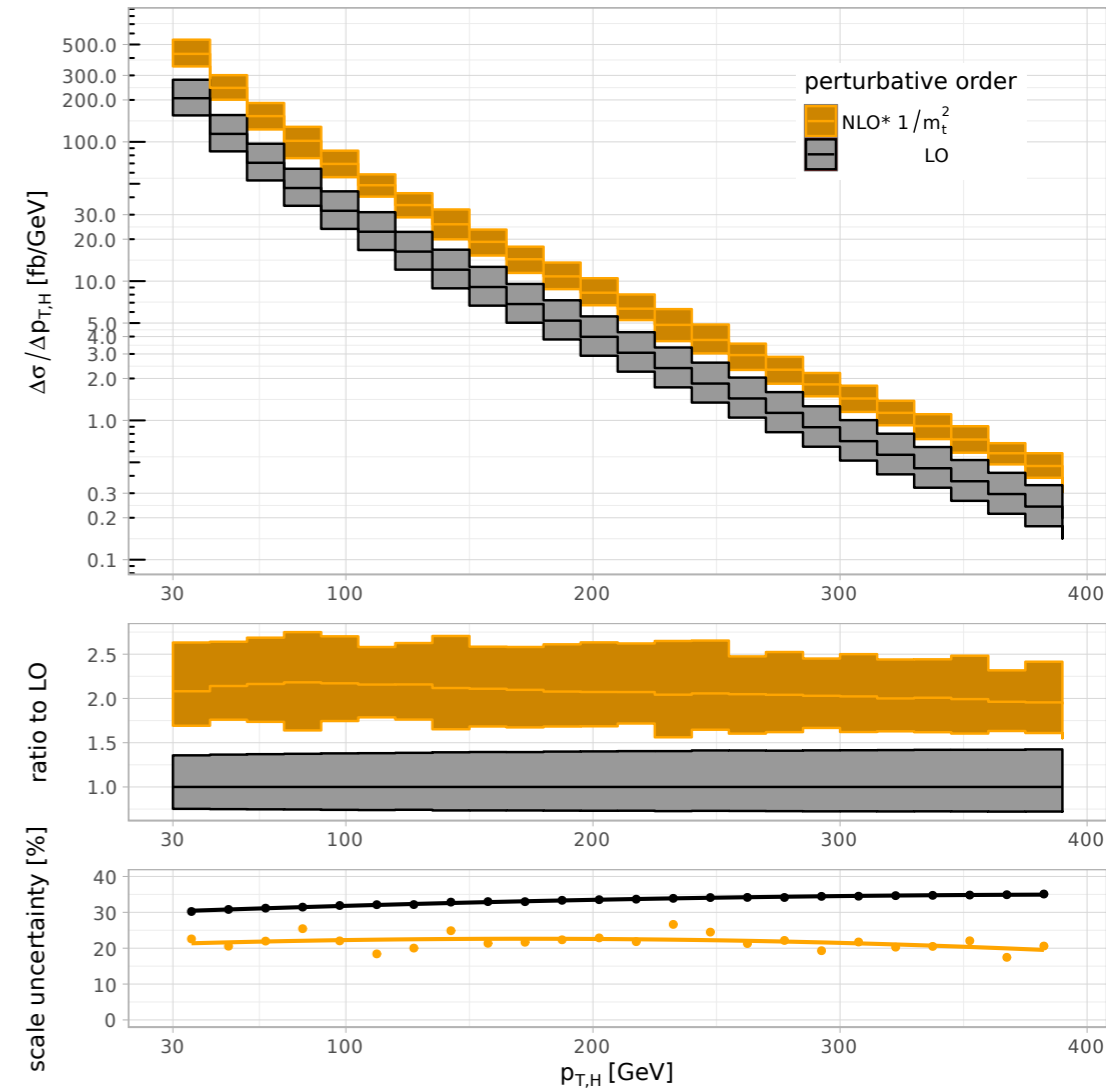 Δσ/Δp_T,H [fb/GeV]
500.0
300.0
200.0
100.0
30.0
20.0
10.0
5.0
4.0
3.0
2.0
1.0
0.3
0.2
0.1
perturbative order
NLO* 1/m_t^2
LO
30 100 200 300 400
ratio to LO
2.5
2.0
1.5
1.0
30 100 200 300 400
scale uncertainty [%]
40
30
20
10
0
30 100 200 300 400
p_T,H [GeV]